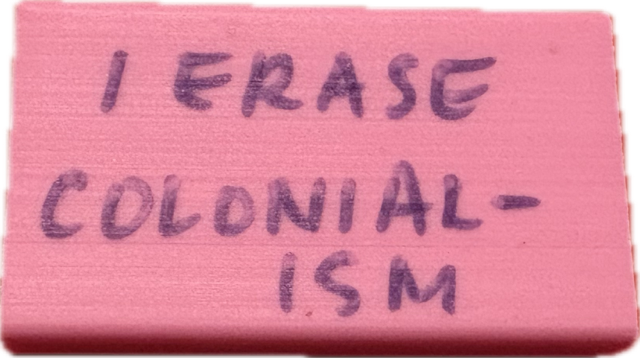 I ERASE
COLONIAL-
ISM